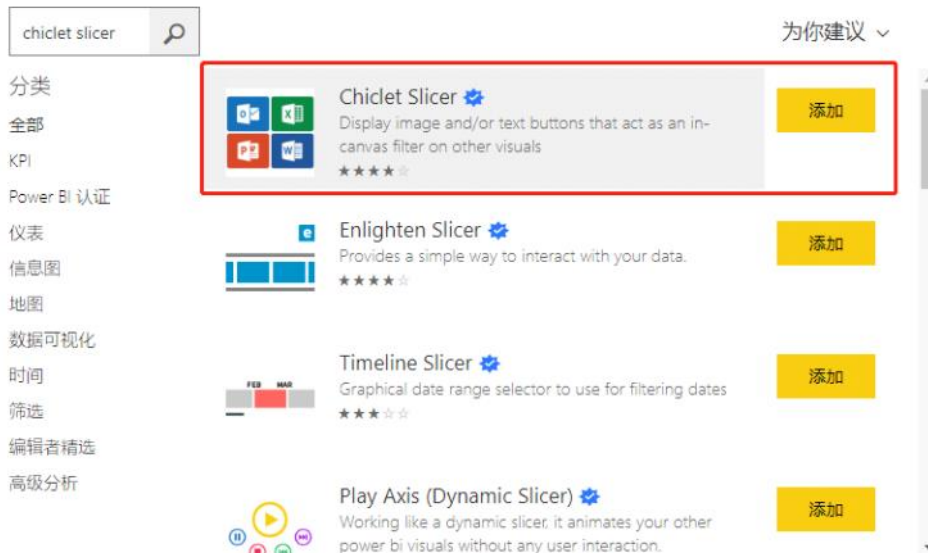 chiclet slicer
为你建议
分类
全部
KPI
Power BI 认证
仪表
信息图
地图
数据可视化
时间
筛选
编辑者精选
高级分析
Chiclet Slicer
Display image and/or text buttons that act as an in-
canvas filter on other visuals
添加
Enlighten Slicer
Provides a simple way to interact with your data.
添加
FEB MAR
Timeline Slicer
Graphical date range selector to use for filtering dates
添加
Play Axis (Dynamic Slicer)
Working like a dynamic slicer, it animates your other
power bi visuals without any user interaction.
添加